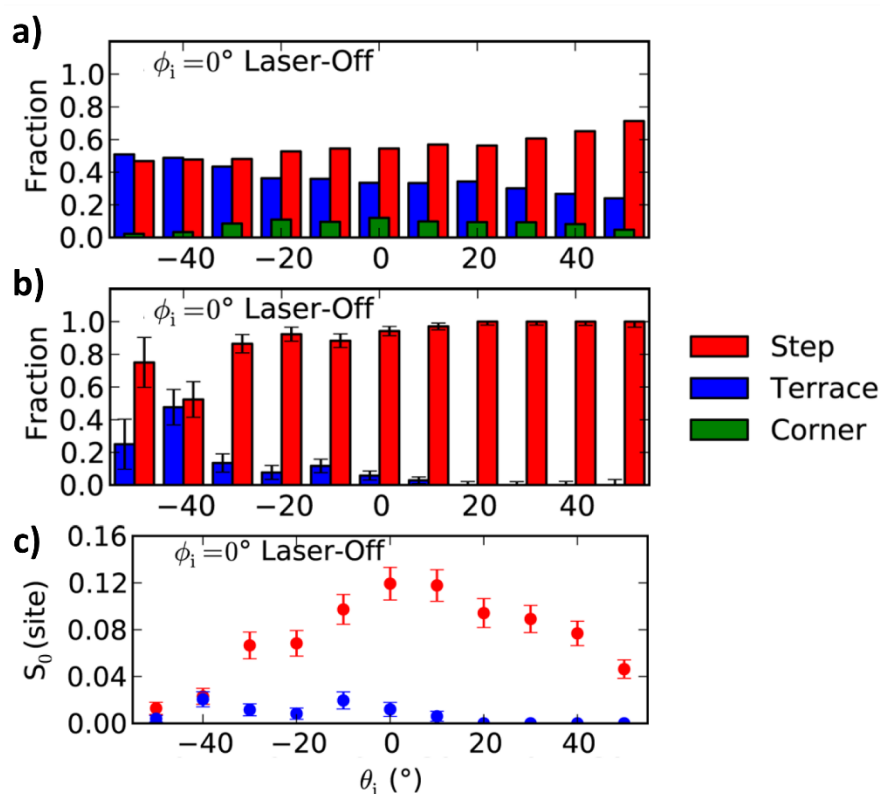 a)
ϕᵢ=0° Laser-Off
Fraction
1.0
0.8
0.6
0.4
0.2
0.0
−40 −20 0 20 40
b)
ϕᵢ=0° Laser-Off
Fraction
1.0
0.8
0.6
0.4
0.2
0.0
−40 −20 0 20 40
Step
Terrace
Corner
c)
ϕᵢ=0° Laser-Off
S₀ (site)
0.16
0.12
0.08
0.04
0.00
−40 −20 0 20 40
θᵢ (°)